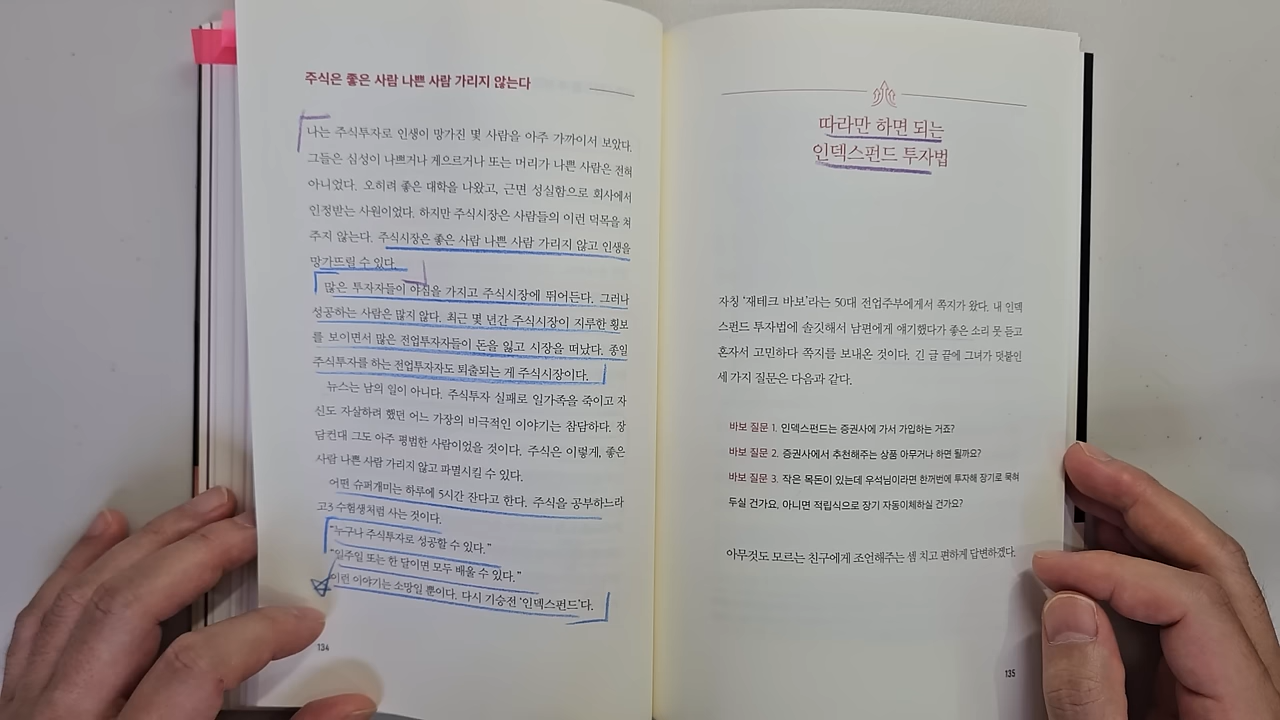 주식은 좋은 사람 나쁜 사람 가리지 않는다
나는 주식투자로 인생이 망가진 몇 사람을 아주 가까이서 보았다.
그들은 심성이 나쁘거나 게으르거나 또는 머리가 나쁜 사람은 전혀
아니었다. 오히려 좋은 대학을 나왔고, 근면 성실함으로 회사에서
인정받는 사원이었다. 하지만 주식시장은 사람들의 이런 덕목을 쳐
주지 않는다. 주식시장은 좋은 사람 나쁜 사람 가리지 않고 인생을
망가뜨릴 수 있다.
많은 투자자들이 야심을 가지고 주식시장에 뛰어든다. 그러나
성공하는 사람은 많지 않다. 최근 몇 년간 주식시장이 지루한 횡보
를 보이면서 많은 전업투자자들이 돈을 잃고 시장을 떠났다. 종일
주식투자를 하는 전업투자자도 퇴출되는 게 주식시장이다.
뉴스는 남의 일이 아니다. 주식투자 실패로 일가족을 죽이고 자
신도 자살하려 했던 어느 가장의 비극적인 이야기는 참담하다. 장
담컨대 그도 아주 평범한 사람이었을 것이다. 주식은 이렇게, 좋은
사람 나쁜 사람 가리지 않고 파멸시킬 수 있다.
어떤 슈퍼개미는 하루에 5시간 잔다고 한다. 주식을 공부하느라
고3 수험생처럼 사는 것이다.
"누구나 주식투자로 성공할 수 있다."
"일주일 또는 한 달이면 모두 배울 수 있다."
이런 이야기는 소망일 뿐이다. 다시 기승전 '인덱스펀드'다.
134
따라만 하면 되는
인덱스펀드 투자법
자칭 '재테크 바보'라는 50대 전업주부에게서 쪽지가 왔다. 내 인덱
스펀드 투자법에 솔깃해서 남편에게 얘기했다가 좋은 소리 못 듣고
혼자서 고민하다 쪽지를 보내온 것이다. 긴 글 끝에 그녀가 덧붙인
세 가지 질문은 다음과 같다.
바보 질문 1. 인덱스펀드는 증권사에 가서 가입하는 거죠?
바보 질문 2. 증권사에서 추천해주는 상품 아무거나 하면 될까요?
바보 질문 3. 작은 목돈이 있는데 우석님이라면 한꺼번에 투자해 장기로 묵혀
두실 건가요, 아니면 적립식으로 장기 자동이체하실 건가요?
아무것도 모르는 친구에게 조언해주는 셈 치고 편하게 답변하겠다.
135